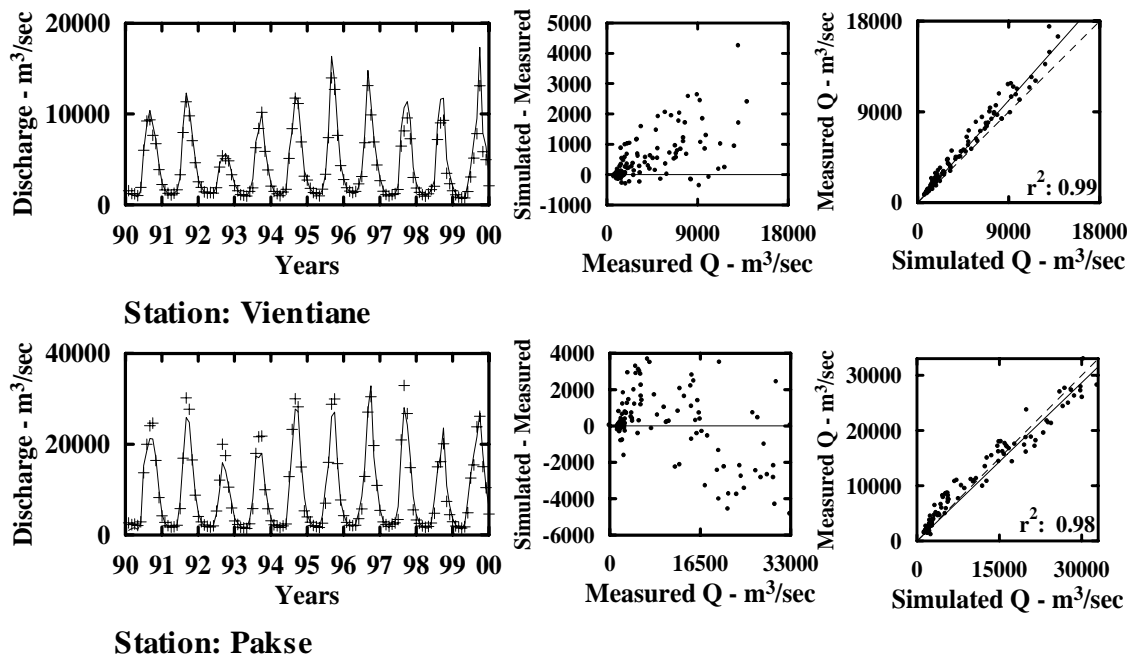 Discharge - m³/sec
20000
10000
0
90 91 92 93 94 95 96 97 98 99 00
Years
Simulated - Measured
5000
4000
3000
2000
1000
0
-1000
0 9000 18000
Measured Q - m³/sec
Measured Q - m³/sec
18000
9000
0
r²: 0.99
0 9000 18000
Simulated Q - m³/sec
Station: Vientiane
Discharge - m³/sec
40000
20000
0
90 91 92 93 94 95 96 97 98 99 00
Years
Simulated - Measured
4000
2000
0
-2000
-4000
-6000
0 16500 33000
Measured Q - m³/sec
Measured Q - m³/sec
30000
20000
10000
0
r²: 0.98
0 15000 30000
Simulated Q - m³/sec
Station: Pakse